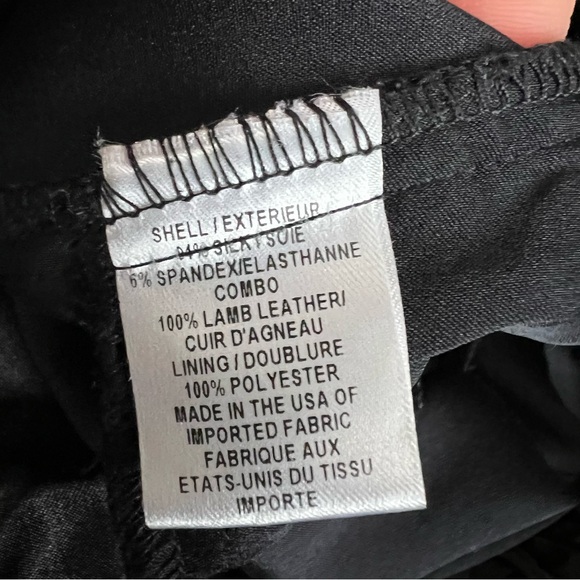 SHELL / EXTERIEUR
94% SILK / SOIE
6% SPANDEX/ELASTHANNE
COMBO
100% LAMB LEATHER/
CUIR D'AGNEAU
LINING / DOUBLURE
100% POLYESTER
MADE IN THE USA OF
IMPORTED FABRIC
FABRIQUE AUX
ETATS-UNIS DU TISSU
IMPORTE